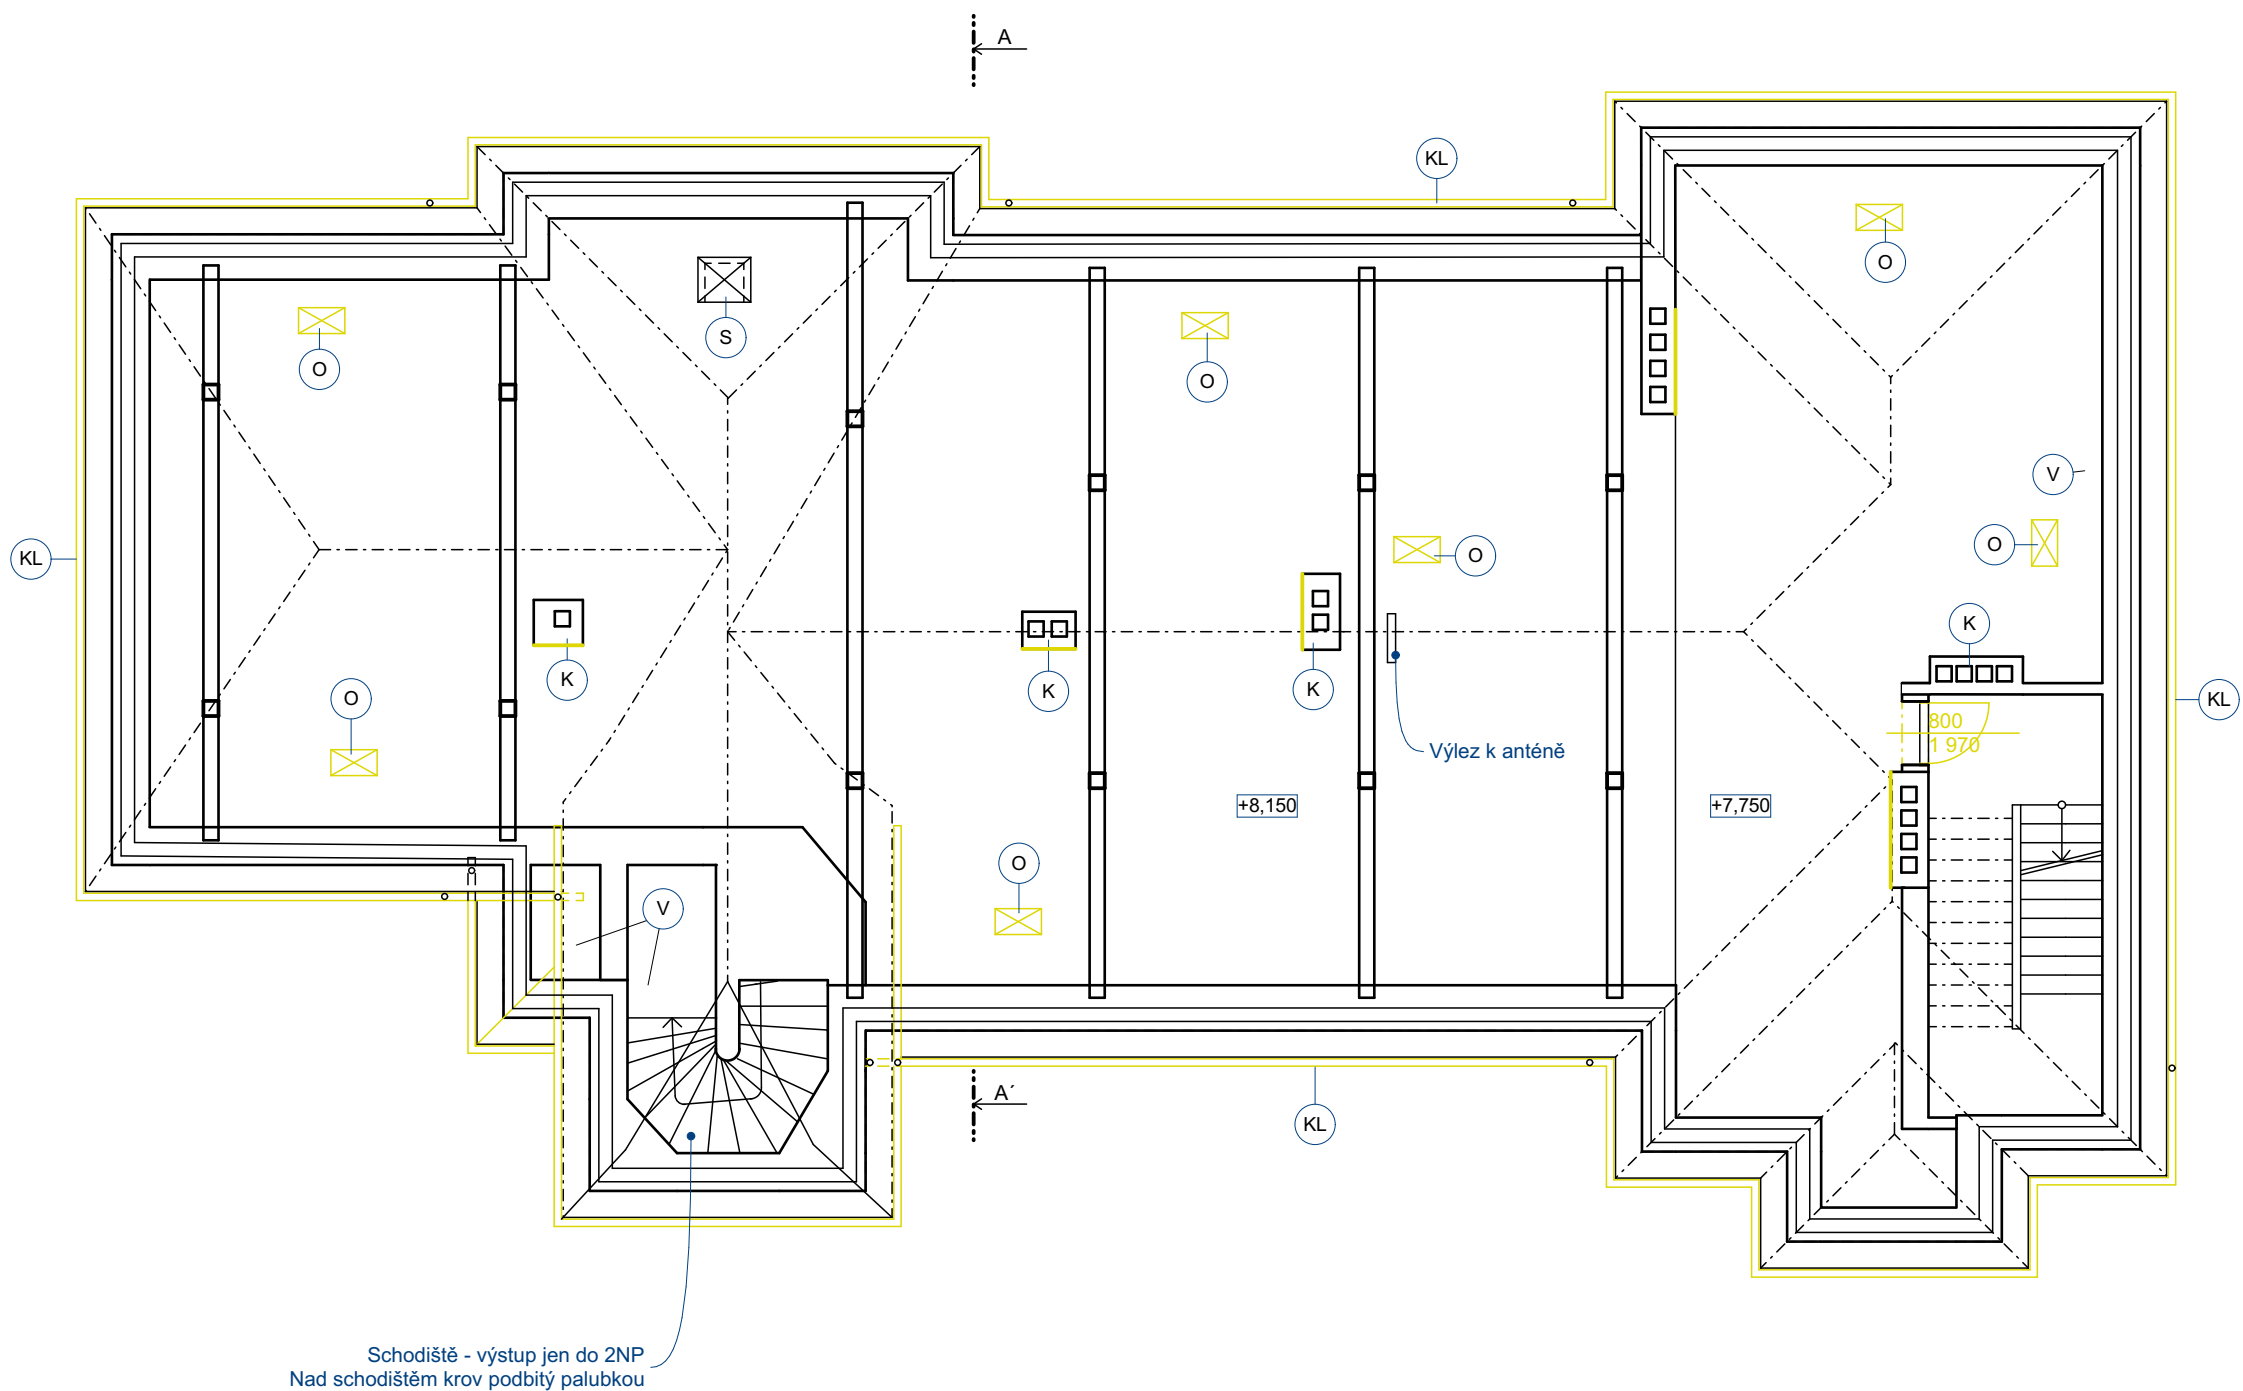 A
KL
O
S
O
O
O
V
KL
O
O
K
K
O
K
K
K
KL
800
1 970
Výlez k anténě
+8,150
+7,750
O
V
A´
KL
Schodiště - výstup jen do 2NP
Nad schodištěm krov podbitý palubkou